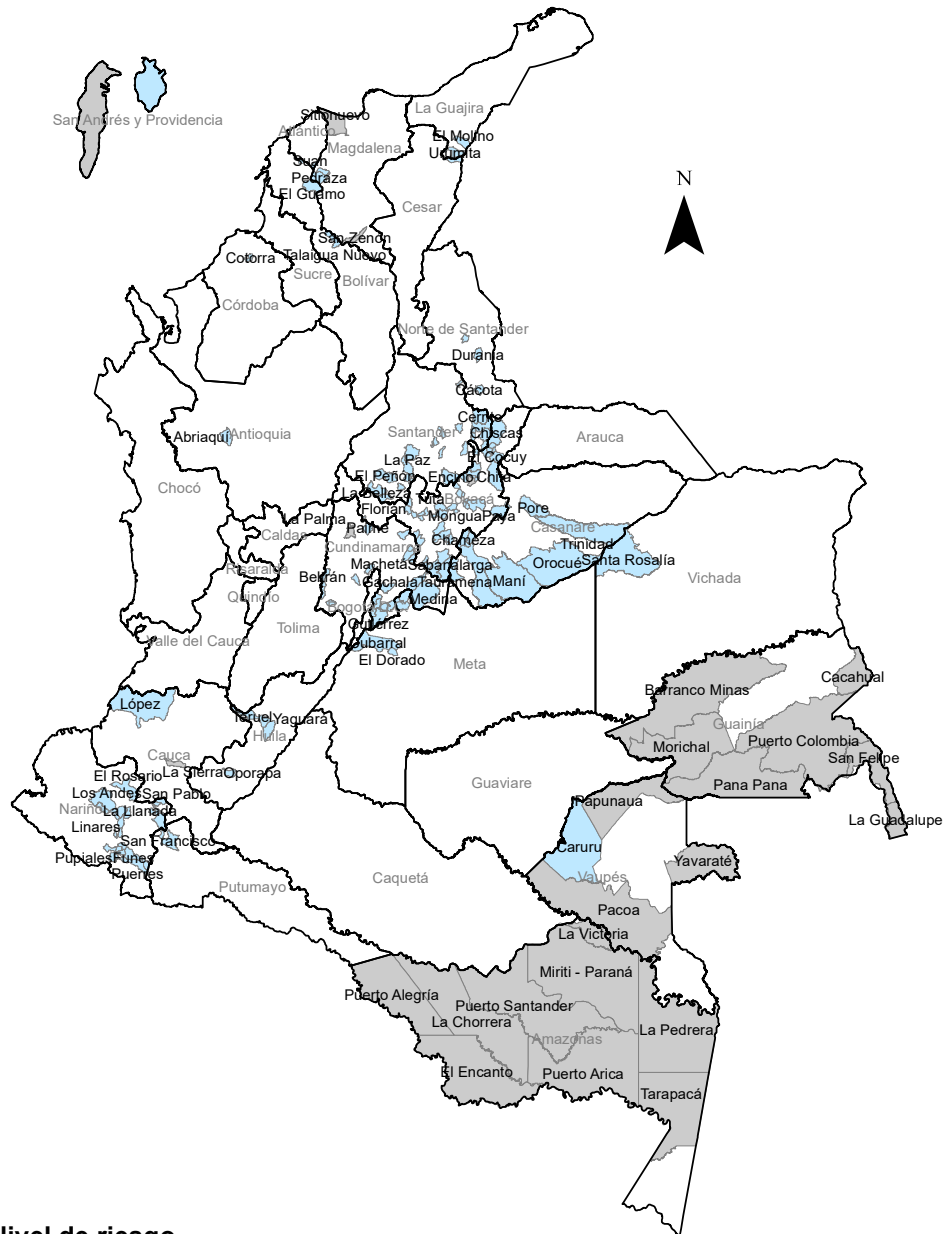 N
San Andrés y Providencia
La Guajira
Sitionuevo
Atlántico
Magdalena
El Molino
Urumita
Suan
Pedraza
El Guamo
Cesar
San Zenón
Talaigua Nuevo
Cotorra
Sucre
Bolívar
Córdoba
Norte de Santander
Durania
Cácota
Cerrito
Santander
Chiscas
Arauca
Abriaquí
Antioquia
La Paz
El Cocuy
El Peñón
Encino
Chita
Chocó
La Belleza
Boyacá
Florián
Pore
La Palma
Mongua
Paya
Casanare
Caldas
Paime
Chameza
Cundinamarca
Trinidad
Risaralda
Machetá
Sabanalarga
Orocué
Santa Rosalía
Beltrán
Gachala
Tauramena
Maní
Vichada
Quindio
Medina
Tolima
Gutiérrez
Valle del Cauca
Cubarral
El Dorado
Meta
Barranco Minas
Cacahual
López
Teruel
Yaguará
Huila
Guainía
Morichal
Puerto Colombia
San Felipe
Cauca
El Rosario
La Sierra
Oporapa
Guaviare
Pana Pana
Los Andes
San Pablo
Nariño
La Llanada
Papunaua
La Guadalupe
Linares
San Francisco
Caruru
Pupiales
Funes
Yavaraté
Puerres
Putumayo
Caquetá
Vaupés
Pacoa
La Victoria
Miriti - Paraná
Puerto Alegría
Puerto Santander
La Chorrera
La Pedrera
Amazonas
El Encanto
Puerto Arica
Tarapacá